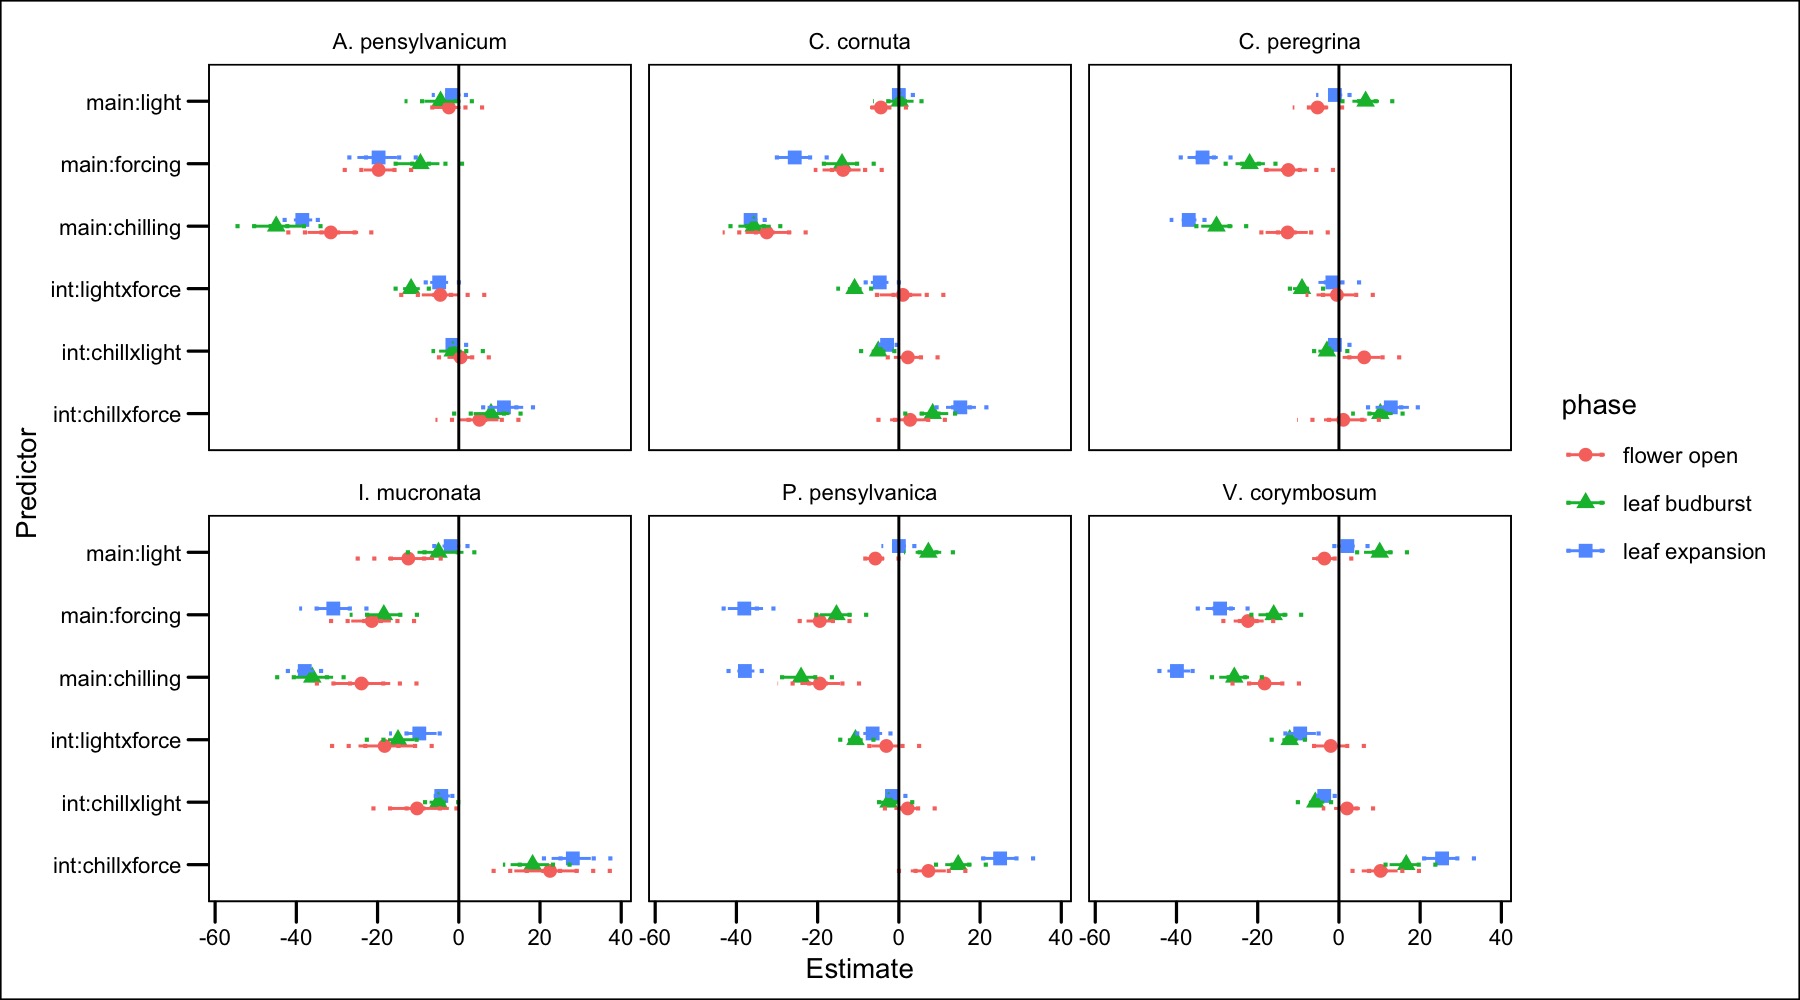 A. pensylvanicum
C. cornuta
C. peregrina
main:light
main:forcing
main:chilling
int:lightxforce
int:chillxlight
int:chillxforce
I. mucronata
P. pensylvanica
V. corymbosum
main:light
main:forcing
main:chilling
int:lightxforce
int:chillxlight
int:chillxforce
-60 -40 -20 0 20 40
-60 -40 -20 0 20 40
-60 -40 -20 0 20 40
Estimate
Predictor
phase
flower open
leaf budburst
leaf expansion